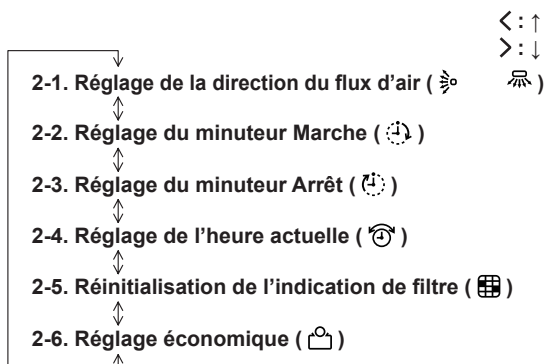 < : ↑
> : ↓
2-1. Réglage de la direction du flux d'air ( )
2-2. Réglage du minuteur Marche ( )
2-3. Réglage du minuteur Arrêt ( )
2-4. Réglage de l'heure actuelle ( )
2-5. Réinitialisation de l'indication de filtre ( )
2-6. Réglage économique ( )